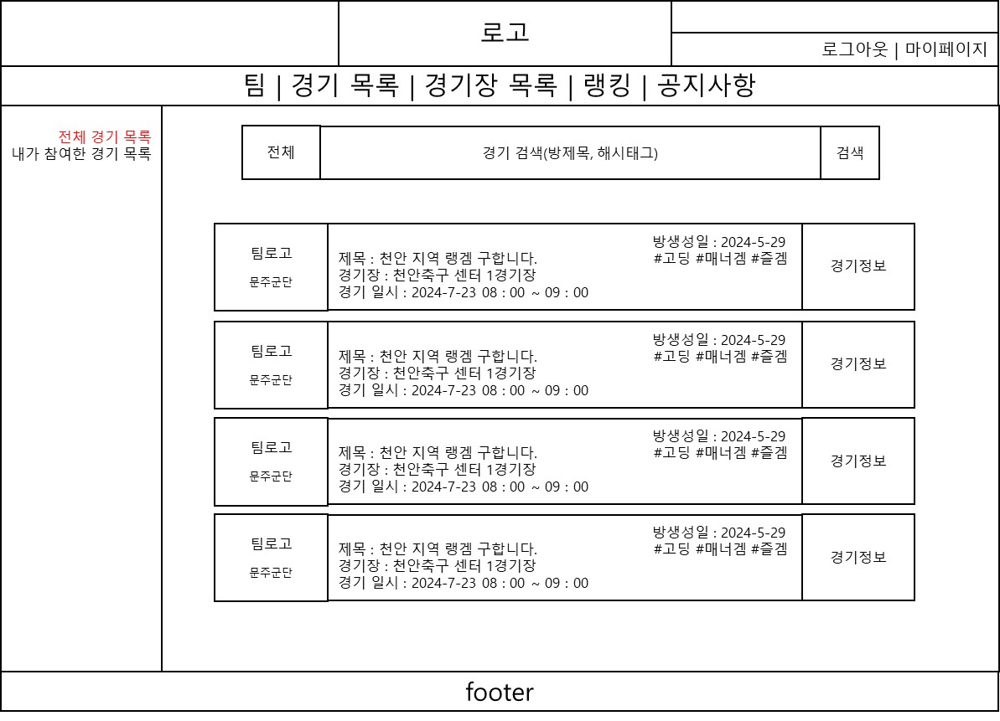 로고
로그아웃 | 마이페이지
팀 | 경기 목록 | 경기장 목록 | 랭킹 | 공지사항
전체 경기 목록
내가 참여한 경기 목록
전체
경기 검색(방제목, 해시태그)
검색
팀로고
문주군단
방생성일 : 2024-5-29
#고딩 #매너겜 #즐겜
제목 : 천안 지역 랭겜 구합니다.
경기장 : 천안축구 센터 1경기장
경기 일시 : 2024-7-23 08 : 00 ~ 09 : 00
경기정보
팀로고
문주군단
방생성일 : 2024-5-29
#고딩 #매너겜 #즐겜
제목 : 천안 지역 랭겜 구합니다.
경기장 : 천안축구 센터 1경기장
경기 일시 : 2024-7-23 08 : 00 ~ 09 : 00
경기정보
팀로고
문주군단
방생성일 : 2024-5-29
#고딩 #매너겜 #즐겜
제목 : 천안 지역 랭겜 구합니다.
경기장 : 천안축구 센터 1경기장
경기 일시 : 2024-7-23 08 : 00 ~ 09 : 00
경기정보
팀로고
문주군단
방생성일 : 2024-5-29
#고딩 #매너겜 #즐겜
제목 : 천안 지역 랭겜 구합니다.
경기장 : 천안축구 센터 1경기장
경기 일시 : 2024-7-23 08 : 00 ~ 09 : 00
경기정보
footer